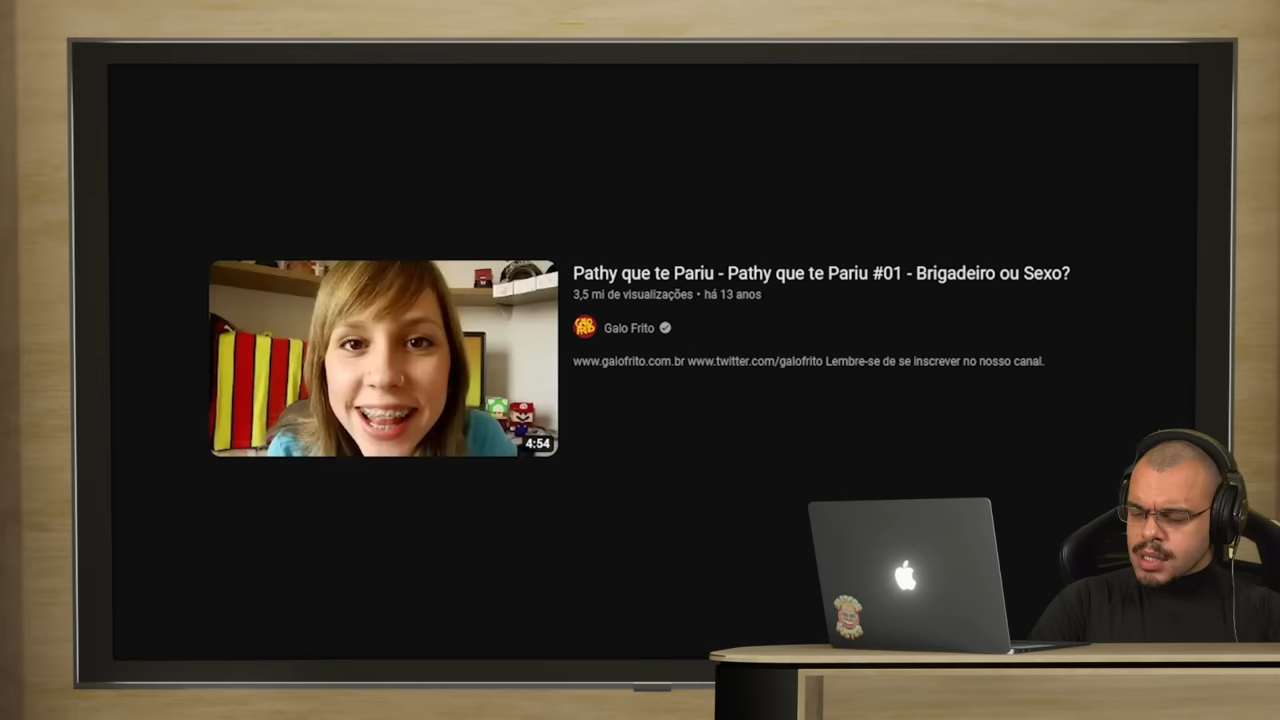 Pathy que te Pariu - Pathy que te Pariu #01 - Brigadeiro ou Sexo?
3,5 mi de visualizações • há 13 anos
GALO
FRITO
Galo Frito
www.galofrito.com.br www.twitter.com/galofrito Lembre-se de se inscrever no nosso canal.
4:54